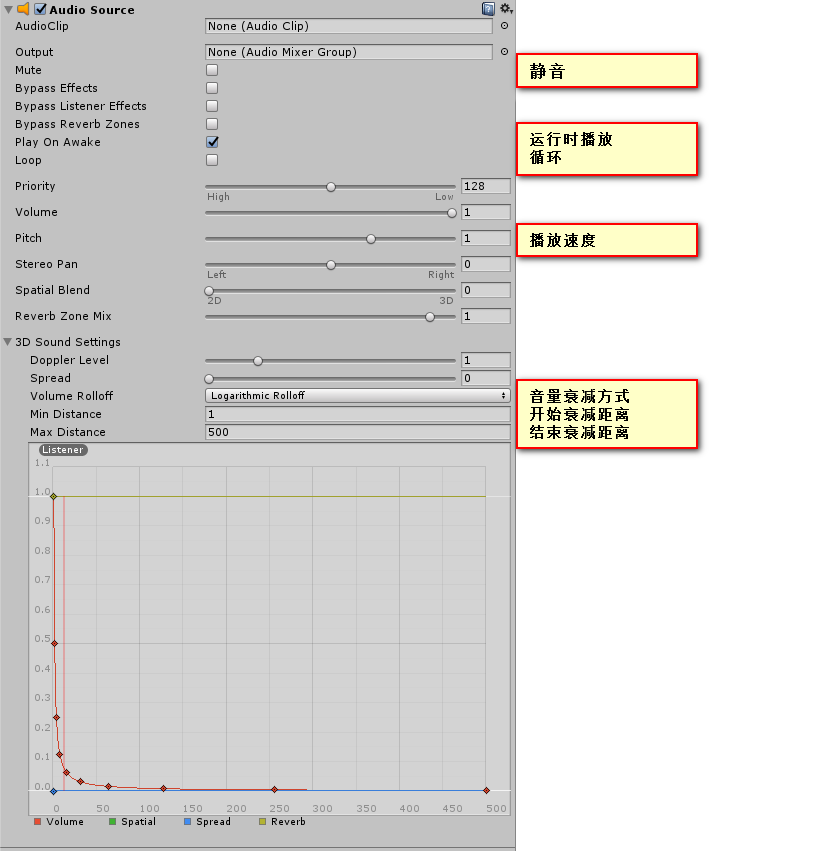 Audio Source
AudioClip None (Audio Clip)
Output None (Audio Mixer Group)
Mute
静音
Bypass Effects
Bypass Listener Effects
Bypass Reverb Zones
Play On Awake
运行时播放
Loop
循环
Priority 128
High Low
Volume 1
Pitch 1
播放速度
Stereo Pan 0
Left Right
Spatial Blend 0
2D 3D
Reverb Zone Mix 1
3D Sound Settings
Doppler Level 1
Spread 0
Volume Rolloff Logarithmic Rolloff
音量衰减方式
Min Distance 1
开始衰减距离
Max Distance 500
结束衰减距离
Listener
1.1
1.0
0.9
0.8
0.7
0.6
0.5
0.4
0.3
0.2
0.1
0.0
0 50 100 150 200 250 300 350 400 450 500
Volume Spatial Spread Reverb